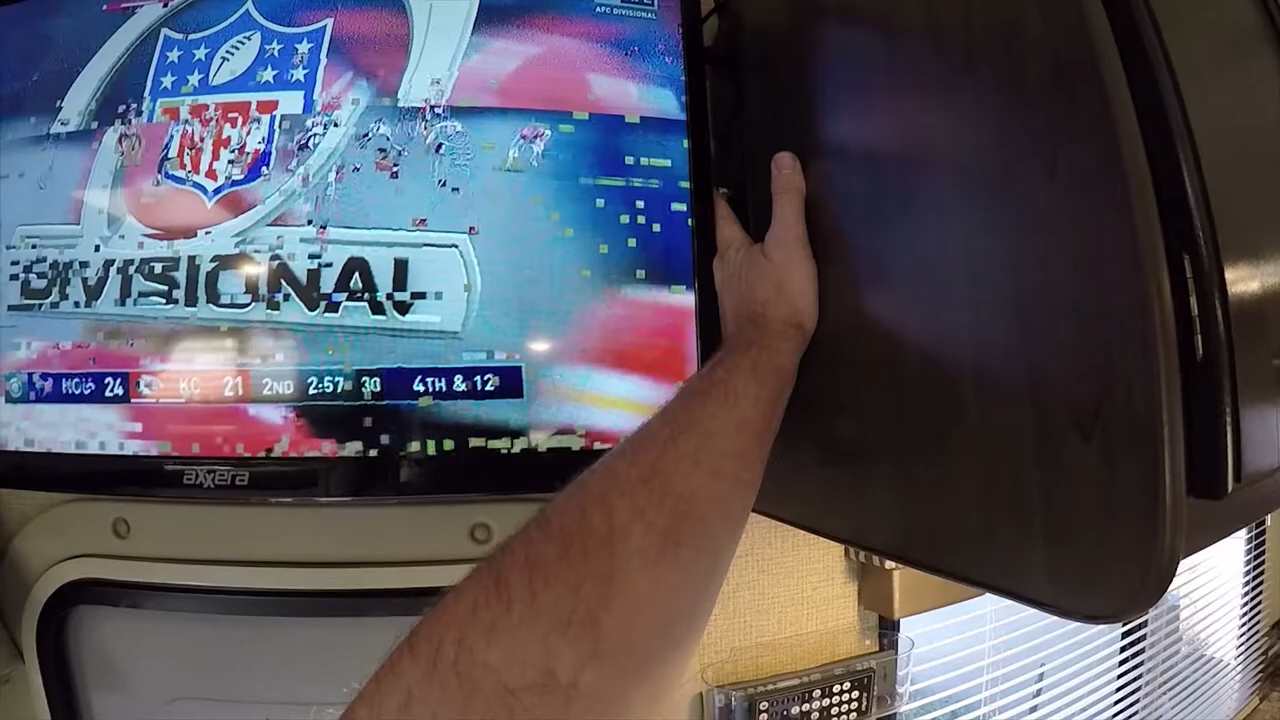 AFC DIVISIONAL
NFL
DIVISIONAL
HOU 24 KC 21 2ND 2:57 30 4TH & 12
axxera